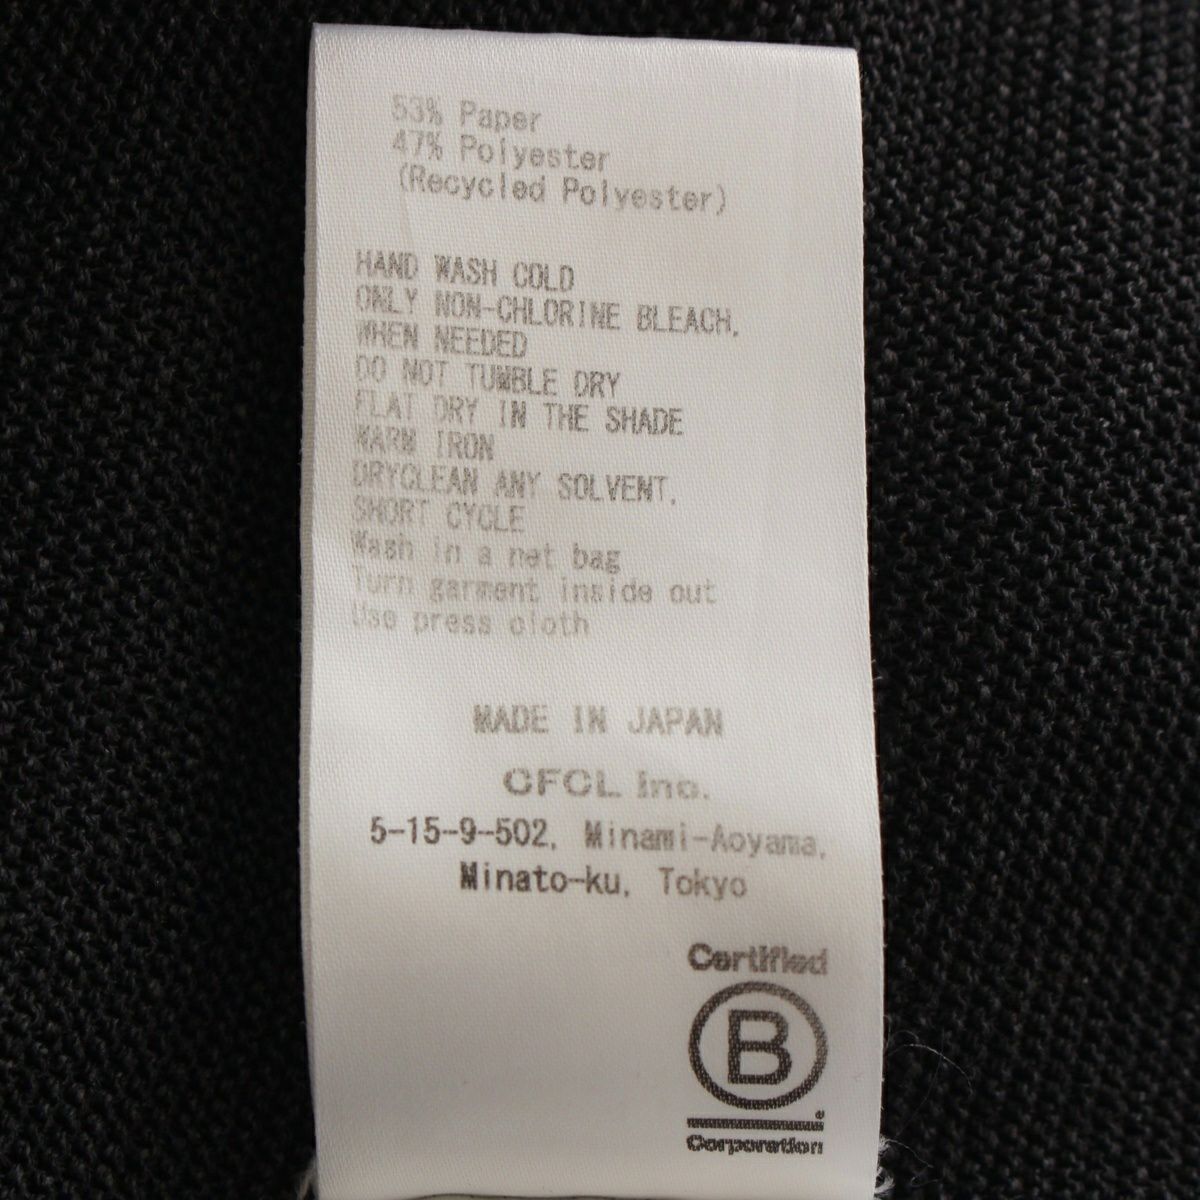 53% Paper
47% Polyester
(Recycled Polyester)
HAND WASH COLD
ONLY NON-CHLORINE BLEACH,
WHEN NEEDED
DO NOT TUMBLE DRY
FLAT DRY IN THE SHADE
WARM IRON
DRYCLEAN ANY SOLVENT,
SHORT CYCLE
Wash in a net bag
Turn garment inside out
Use press cloth
MADE IN JAPAN
CFCL Inc.
5-15-9-502, Minami-Aoyama,
Minato-ku, Tokyo
Certified
B
®
Corporation